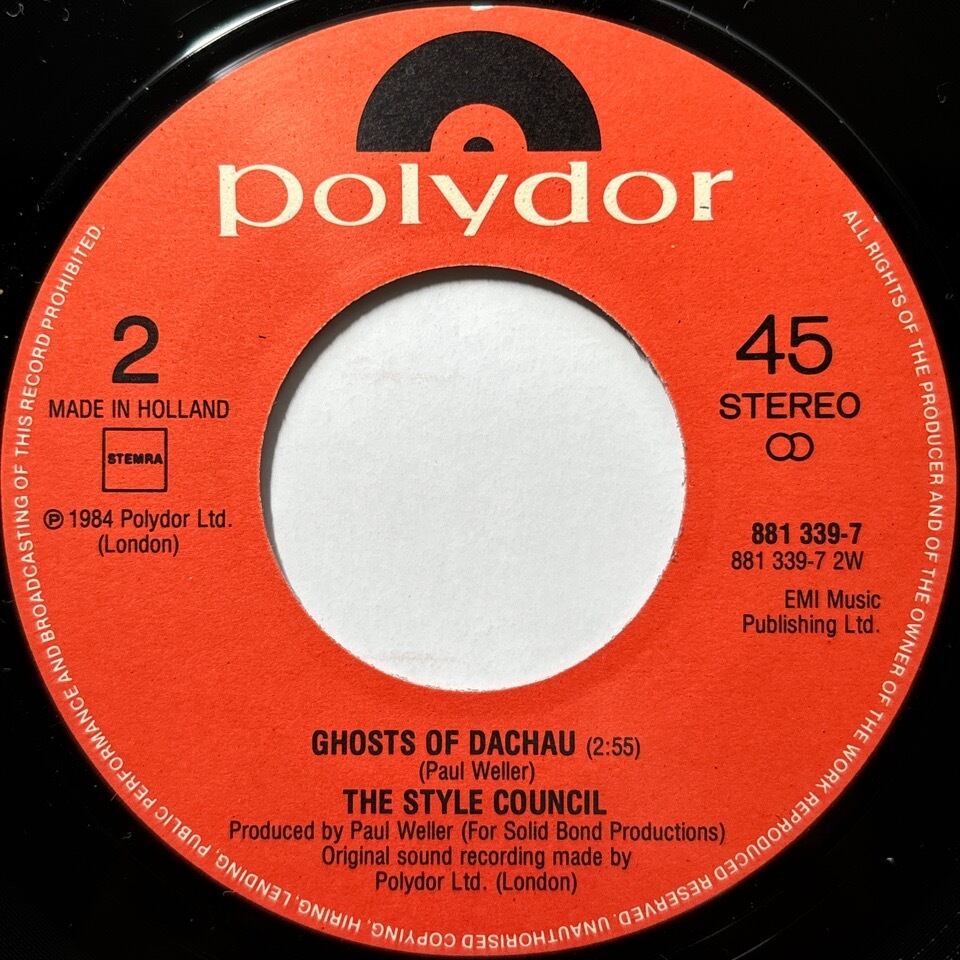 polydor
2
MADE IN HOLLAND
STEMRA
℗ 1984 Polydor Ltd.
(London)
45
STEREO
881 339-7
881 339-7 2W
EMI Music
Publishing Ltd.
GHOSTS OF DACHAU (2:55)
(Paul Weller)
THE STYLE COUNCIL
Produced by Paul Weller (For Solid Bond Productions)
Original sound recording made by
Polydor Ltd. (London)
ALL RIGHTS OF THE PRODUCER AND OF THE OWNER OF THE WORK REPRODUCED RESERVED. UNAUTHORISED COPYING, HIRING, LENDING, PUBLIC PERFORMANCE AND BROADCASTING OF THIS RECORD PROHIBITED.